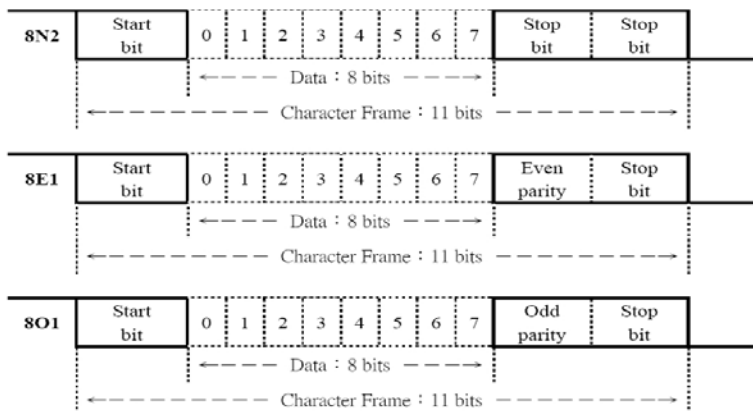 8N2 Start bit 0 1 2 3 4 5 6 7 Stop bit Stop bit
Data : 8 bits
Character Frame : 11 bits
8E1 Start bit 0 1 2 3 4 5 6 7 Even parity Stop bit
Data : 8 bits
Character Frame : 11 bits
8O1 Start bit 0 1 2 3 4 5 6 7 Odd parity Stop bit
Data : 8 bits
Character Frame : 11 bits